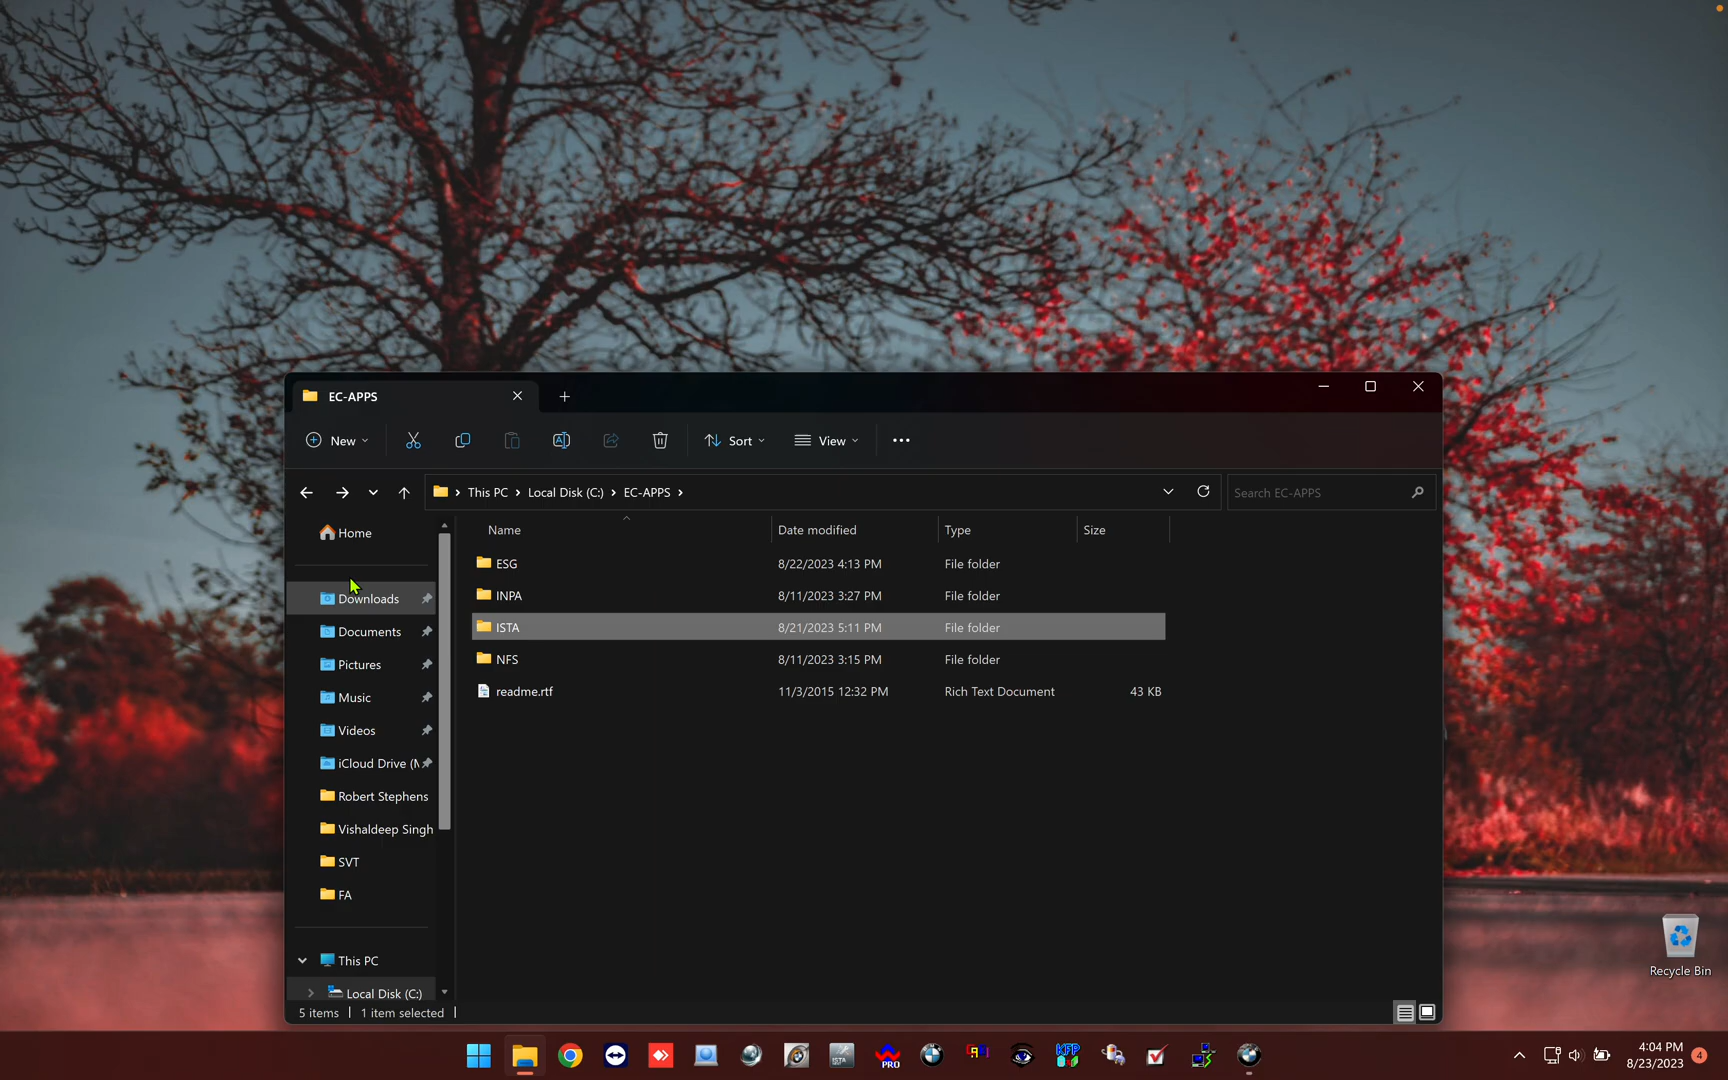 EC-APPS
New
Sort
View
This PC
Local Disk (C:)
EC-APPS
Search EC-APPS
Home
Downloads
Documents
Pictures
Music
Videos
iCloud Drive (M
Robert Stephens
Vishaldeep Singh
SVT
FA
This PC
Local Disk (C:)
Name Date modified Type Size
ESG 8/22/2023 4:13 PM File folder
INPA 8/11/2023 3:27 PM File folder
ISTA 8/21/2023 5:11 PM File folder
NFS 8/11/2023 3:15 PM File folder
readme.rtf 11/3/2015 12:32 PM Rich Text Document 43 KB
5 items 1 item selected
Recycle Bin
ISTA
PRO
KFP
4:04 PM
8/23/2023
4